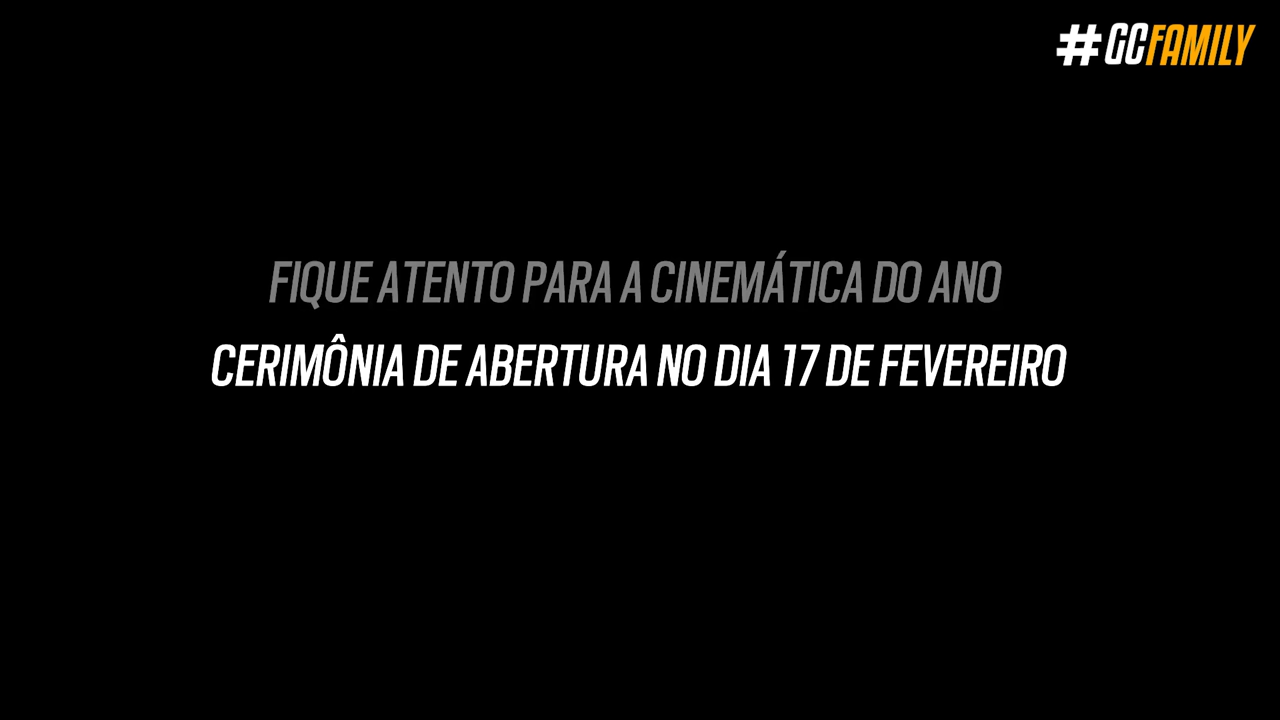 #GCFAMILY
FIQUE ATENTO PARA A CINEMÁTICA DO ANO
CERIMÔNIA DE ABERTURA NO DIA 17 DE FEVEREIRO